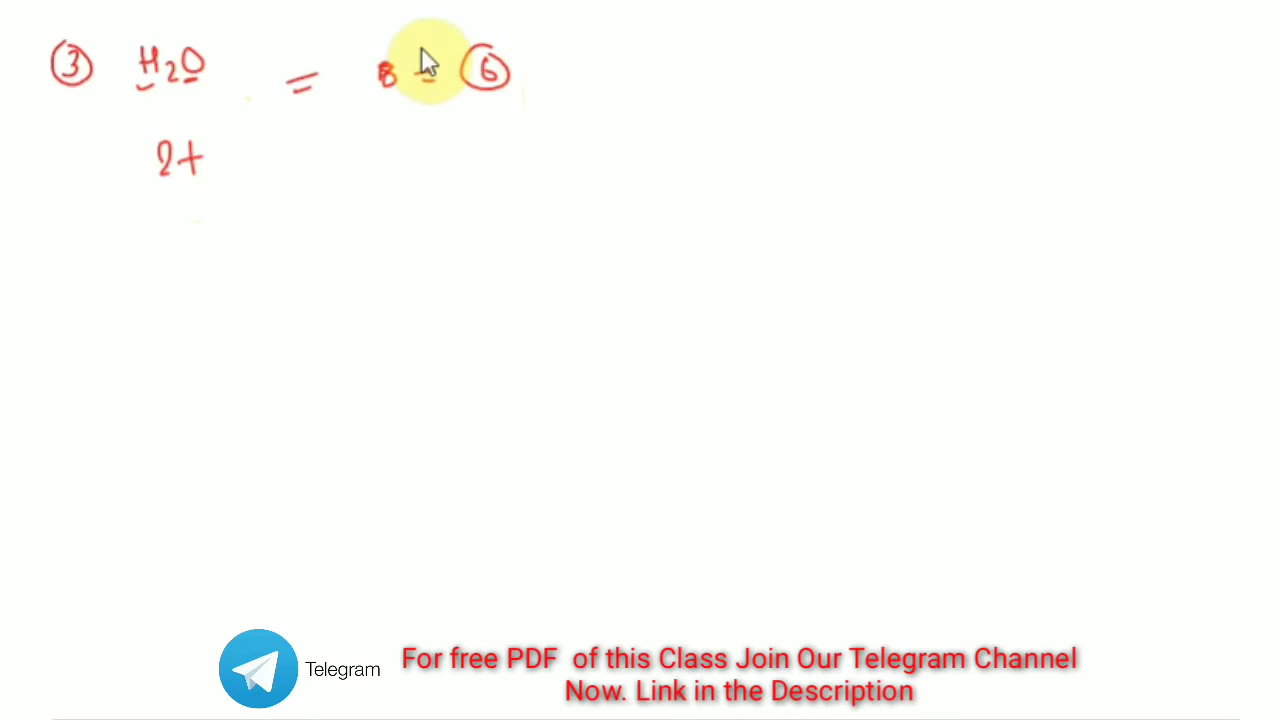 ③ H₂O = 8 - ⑥
2+
Telegram
For free PDF of this Class Join Our Telegram Channel
Now. Link in the Description